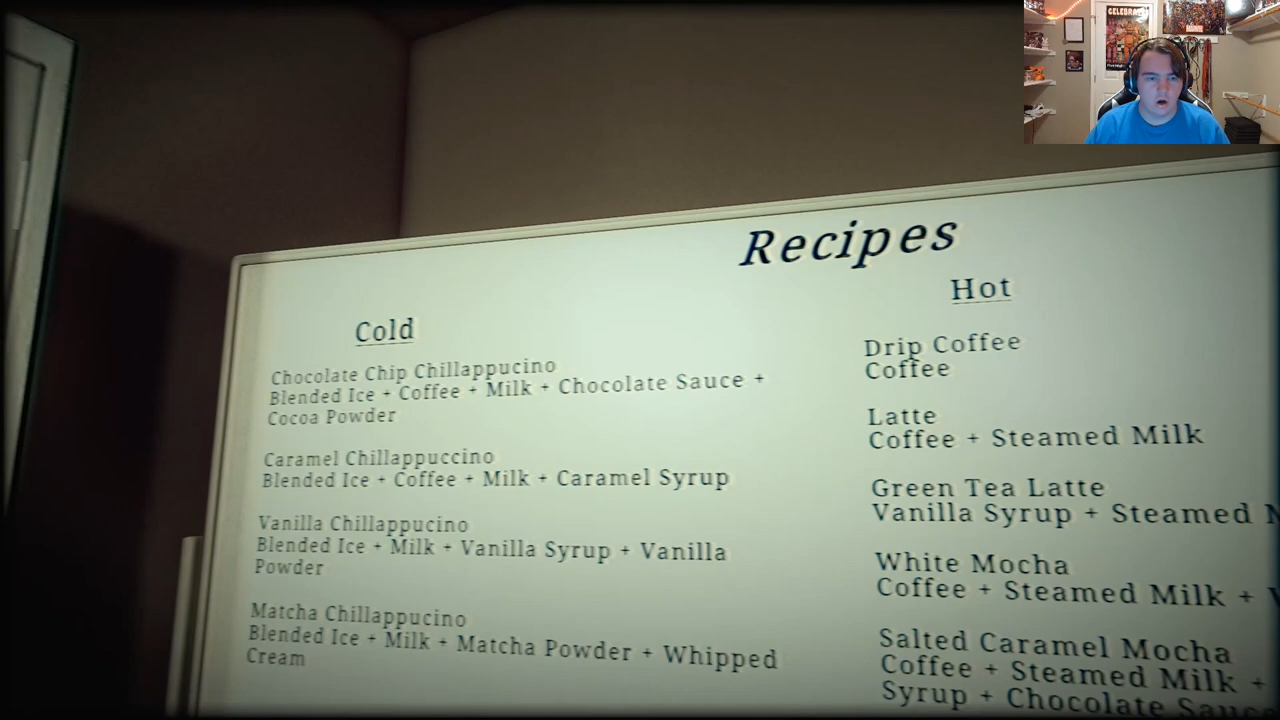 CELEBRATE
Recipes
Cold
Chocolate Chip Chillappucino
Blended Ice + Coffee + Milk + Chocolate Sauce +
Cocoa Powder
Caramel Chillappuccino
Blended Ice + Coffee + Milk + Caramel Syrup
Vanilla Chillappucino
Blended Ice + Milk + Vanilla Syrup + Vanilla
Powder
Matcha Chillappucino
Blended Ice + Milk + Matcha Powder + Whipped
Cream
Hot
Drip Coffee
Coffee
Latte
Coffee + Steamed Milk
Green Tea Latte
Vanilla Syrup + Steamed
White Mocha
Coffee + Steamed Milk +
Salted Caramel Mocha
Coffee + Steamed Milk +
Syrup + Chocolate Sauce